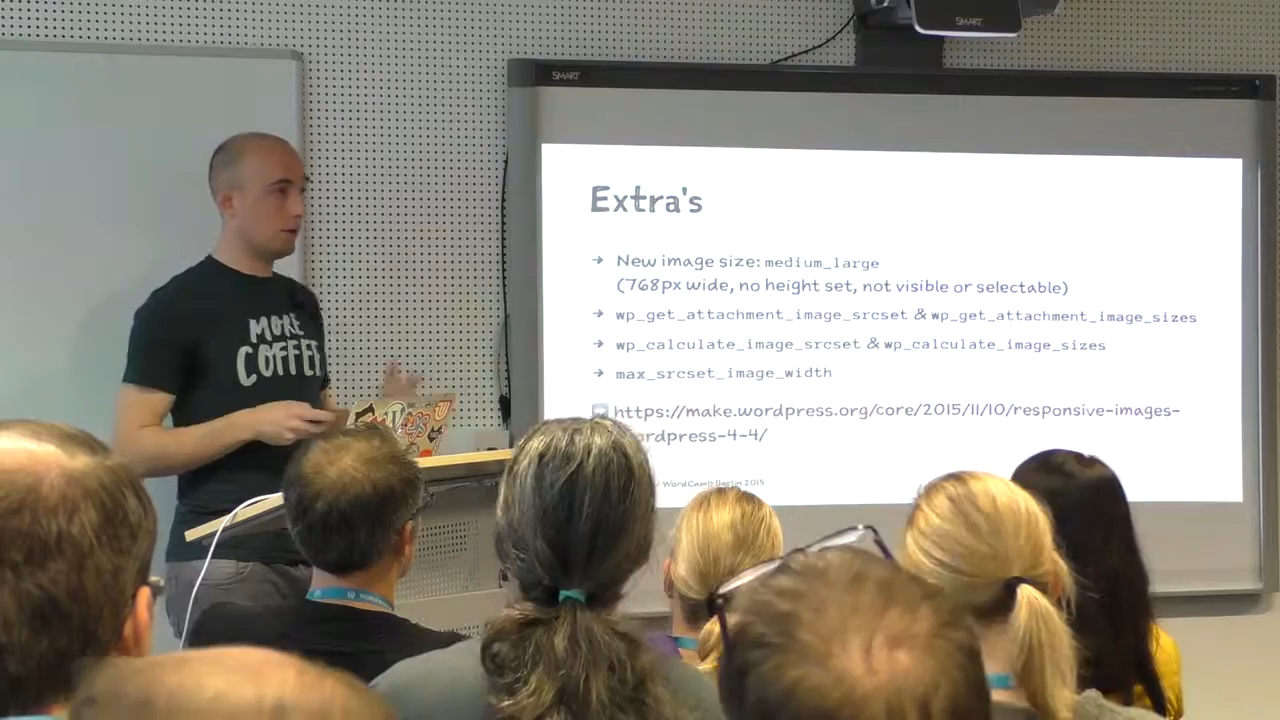 SMART
SMART
MORE
COFFEE
Extra's
→ New image size: medium_large
(768px wide, no height set, not visible or selectable)
→ wp_get_attachment_image_srcset & wp_get_attachment_image_sizes
→ wp_calculate_image_srcset & wp_calculate_image_sizes
→ max_srcset_image_width
https://make.wordpress.org/core/2015/11/10/responsive-images-
ordpress-4-4/
WordCamp Berlin 2015